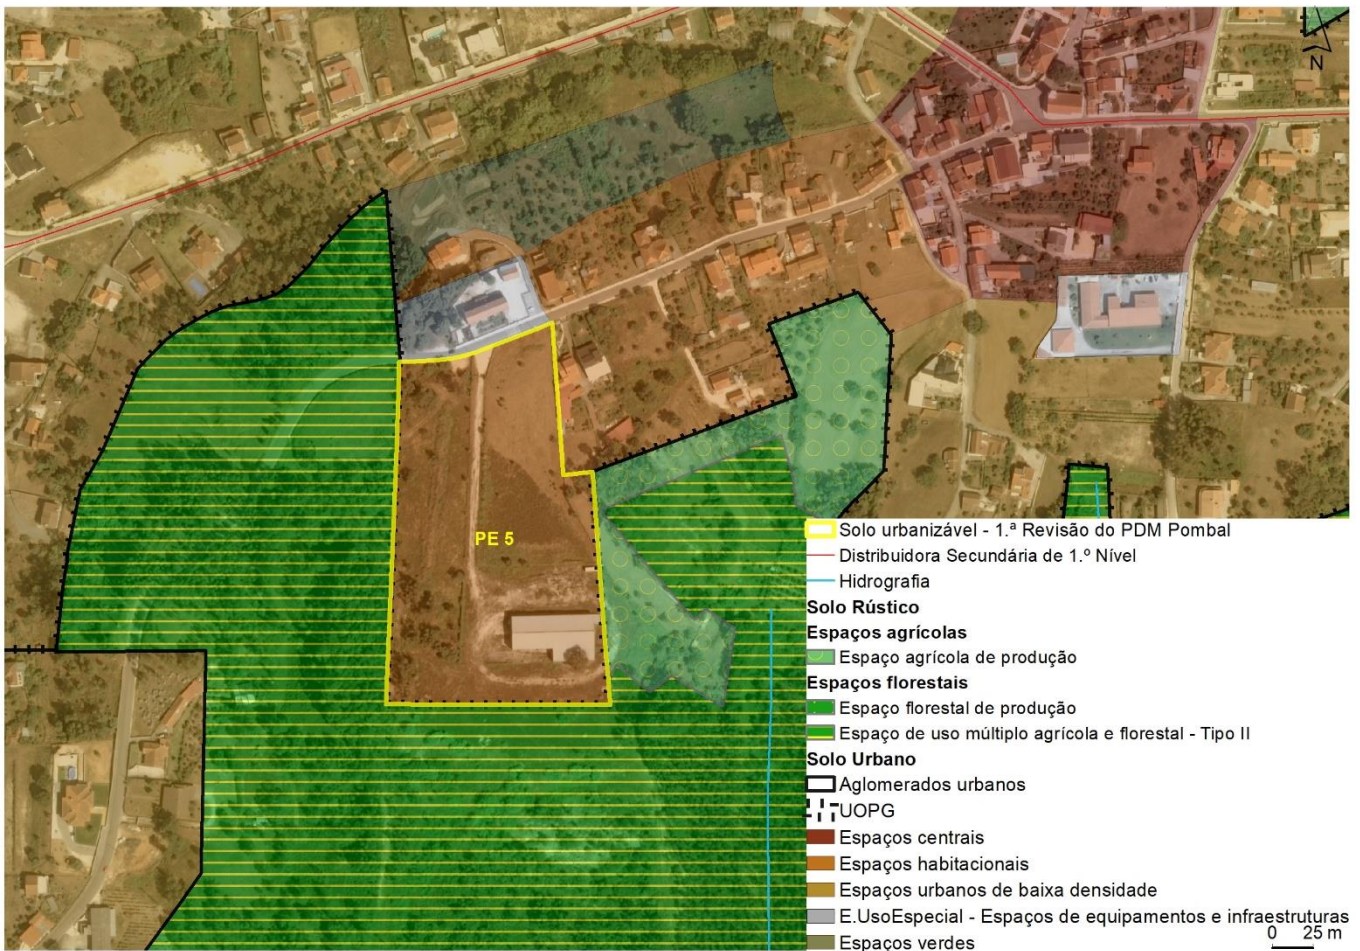 N
PE 5
Solo urbanizável - 1.ª Revisão do PDM Pombal
Distribuidora Secundária de 1.º Nível
Hidrografia
Solo Rústico
Espaços agrícolas
Espaço agrícola de produção
Espaços florestais
Espaço florestal de produção
Espaço de uso múltiplo agrícola e florestal - Tipo II
Solo Urbano
Aglomerados urbanos
UOPG
Espaços centrais
Espaços habitacionais
Espaços urbanos de baixa densidade
E.UsoEspecial - Espaços de equipamentos e infraestruturas
Espaços verdes
0 25 m